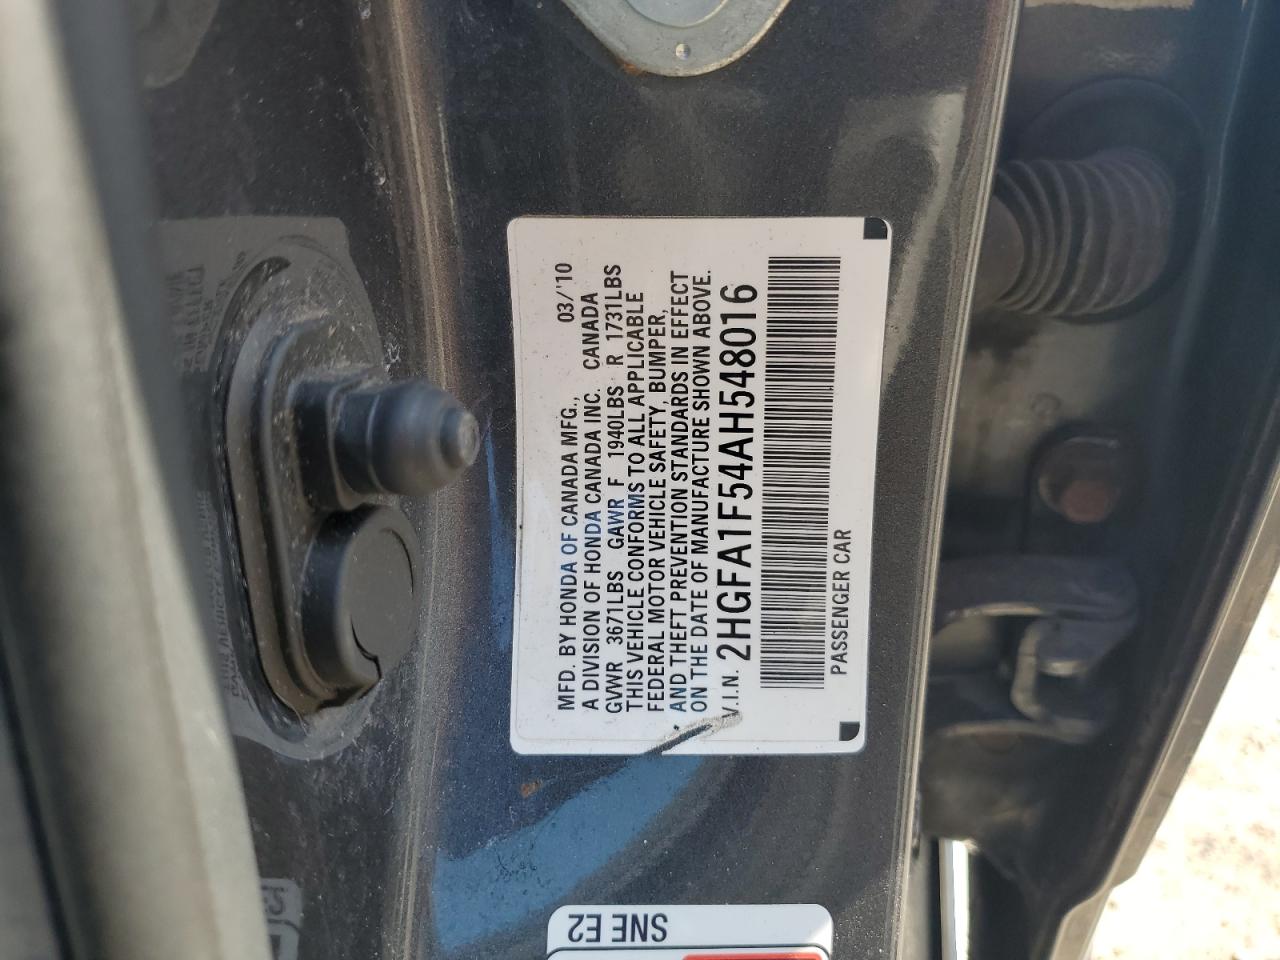 MFD. BY HONDA OF CANADA MFG., 03/'10
A DIVISION OF HONDA CANADA INC. CANADA
GVWR 3671LBS GAWR F 1940LBS R 1731LBS
THIS VEHICLE CONFORMS TO ALL APPLICABLE
FEDERAL MOTOR VEHICLE SAFETY, BUMPER,
AND THEFT PREVENTION STANDARDS IN EFFECT
ON THE DATE OF MANUFACTURE SHOWN ABOVE.
V.I.N. 2HGFA1F54AH548016
PASSENGER CAR
SNE E2